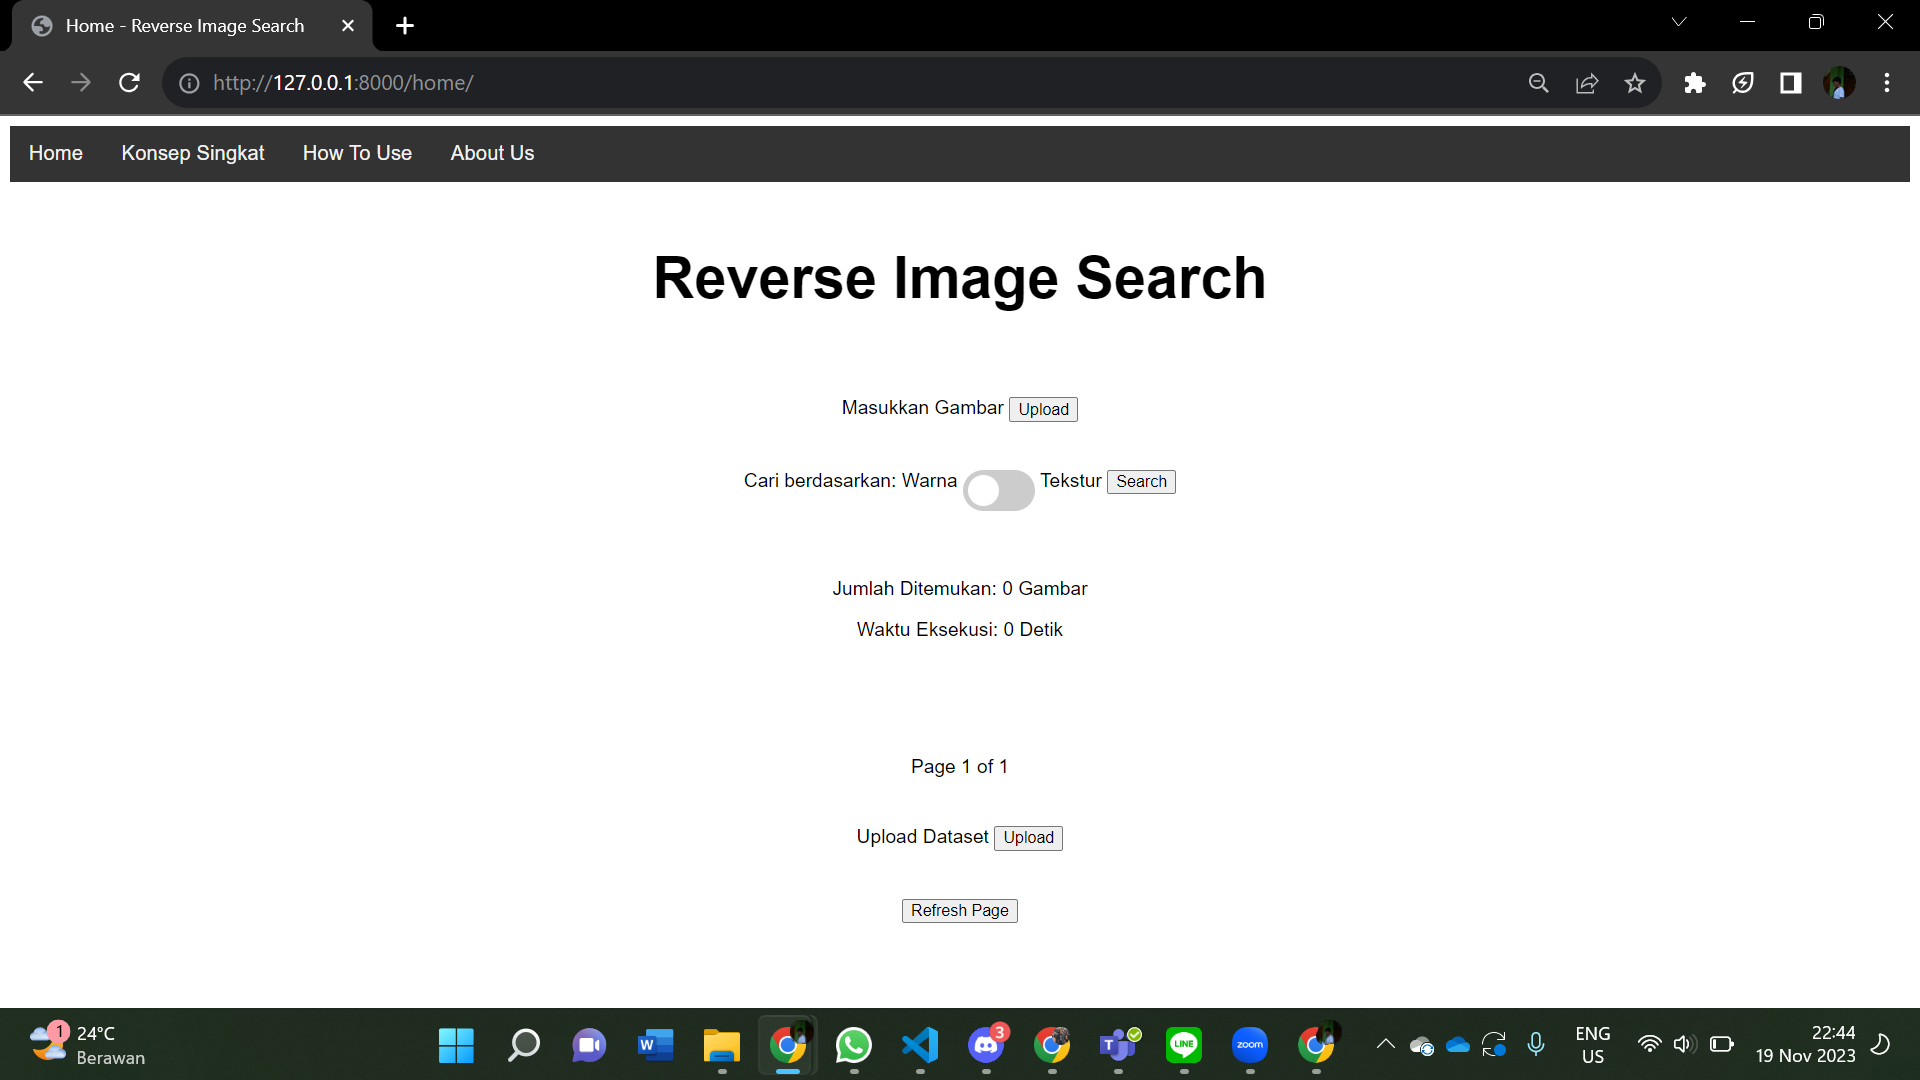 Home - Reverse Image Search
http://127.0.0.1:8000/home/
Home Konsep Singkat How To Use About Us
Reverse Image Search
Masukkan Gambar Upload
Cari berdasarkan: Warna Tekstur Search
Jumlah Ditemukan: 0 Gambar
Waktu Eksekusi: 0 Detik
Page 1 of 1
Upload Dataset Upload
Refresh Page
1 24°C
Berawan
W
3
T
LINE
zoom
ENG
US
22:44
19 Nov 2023